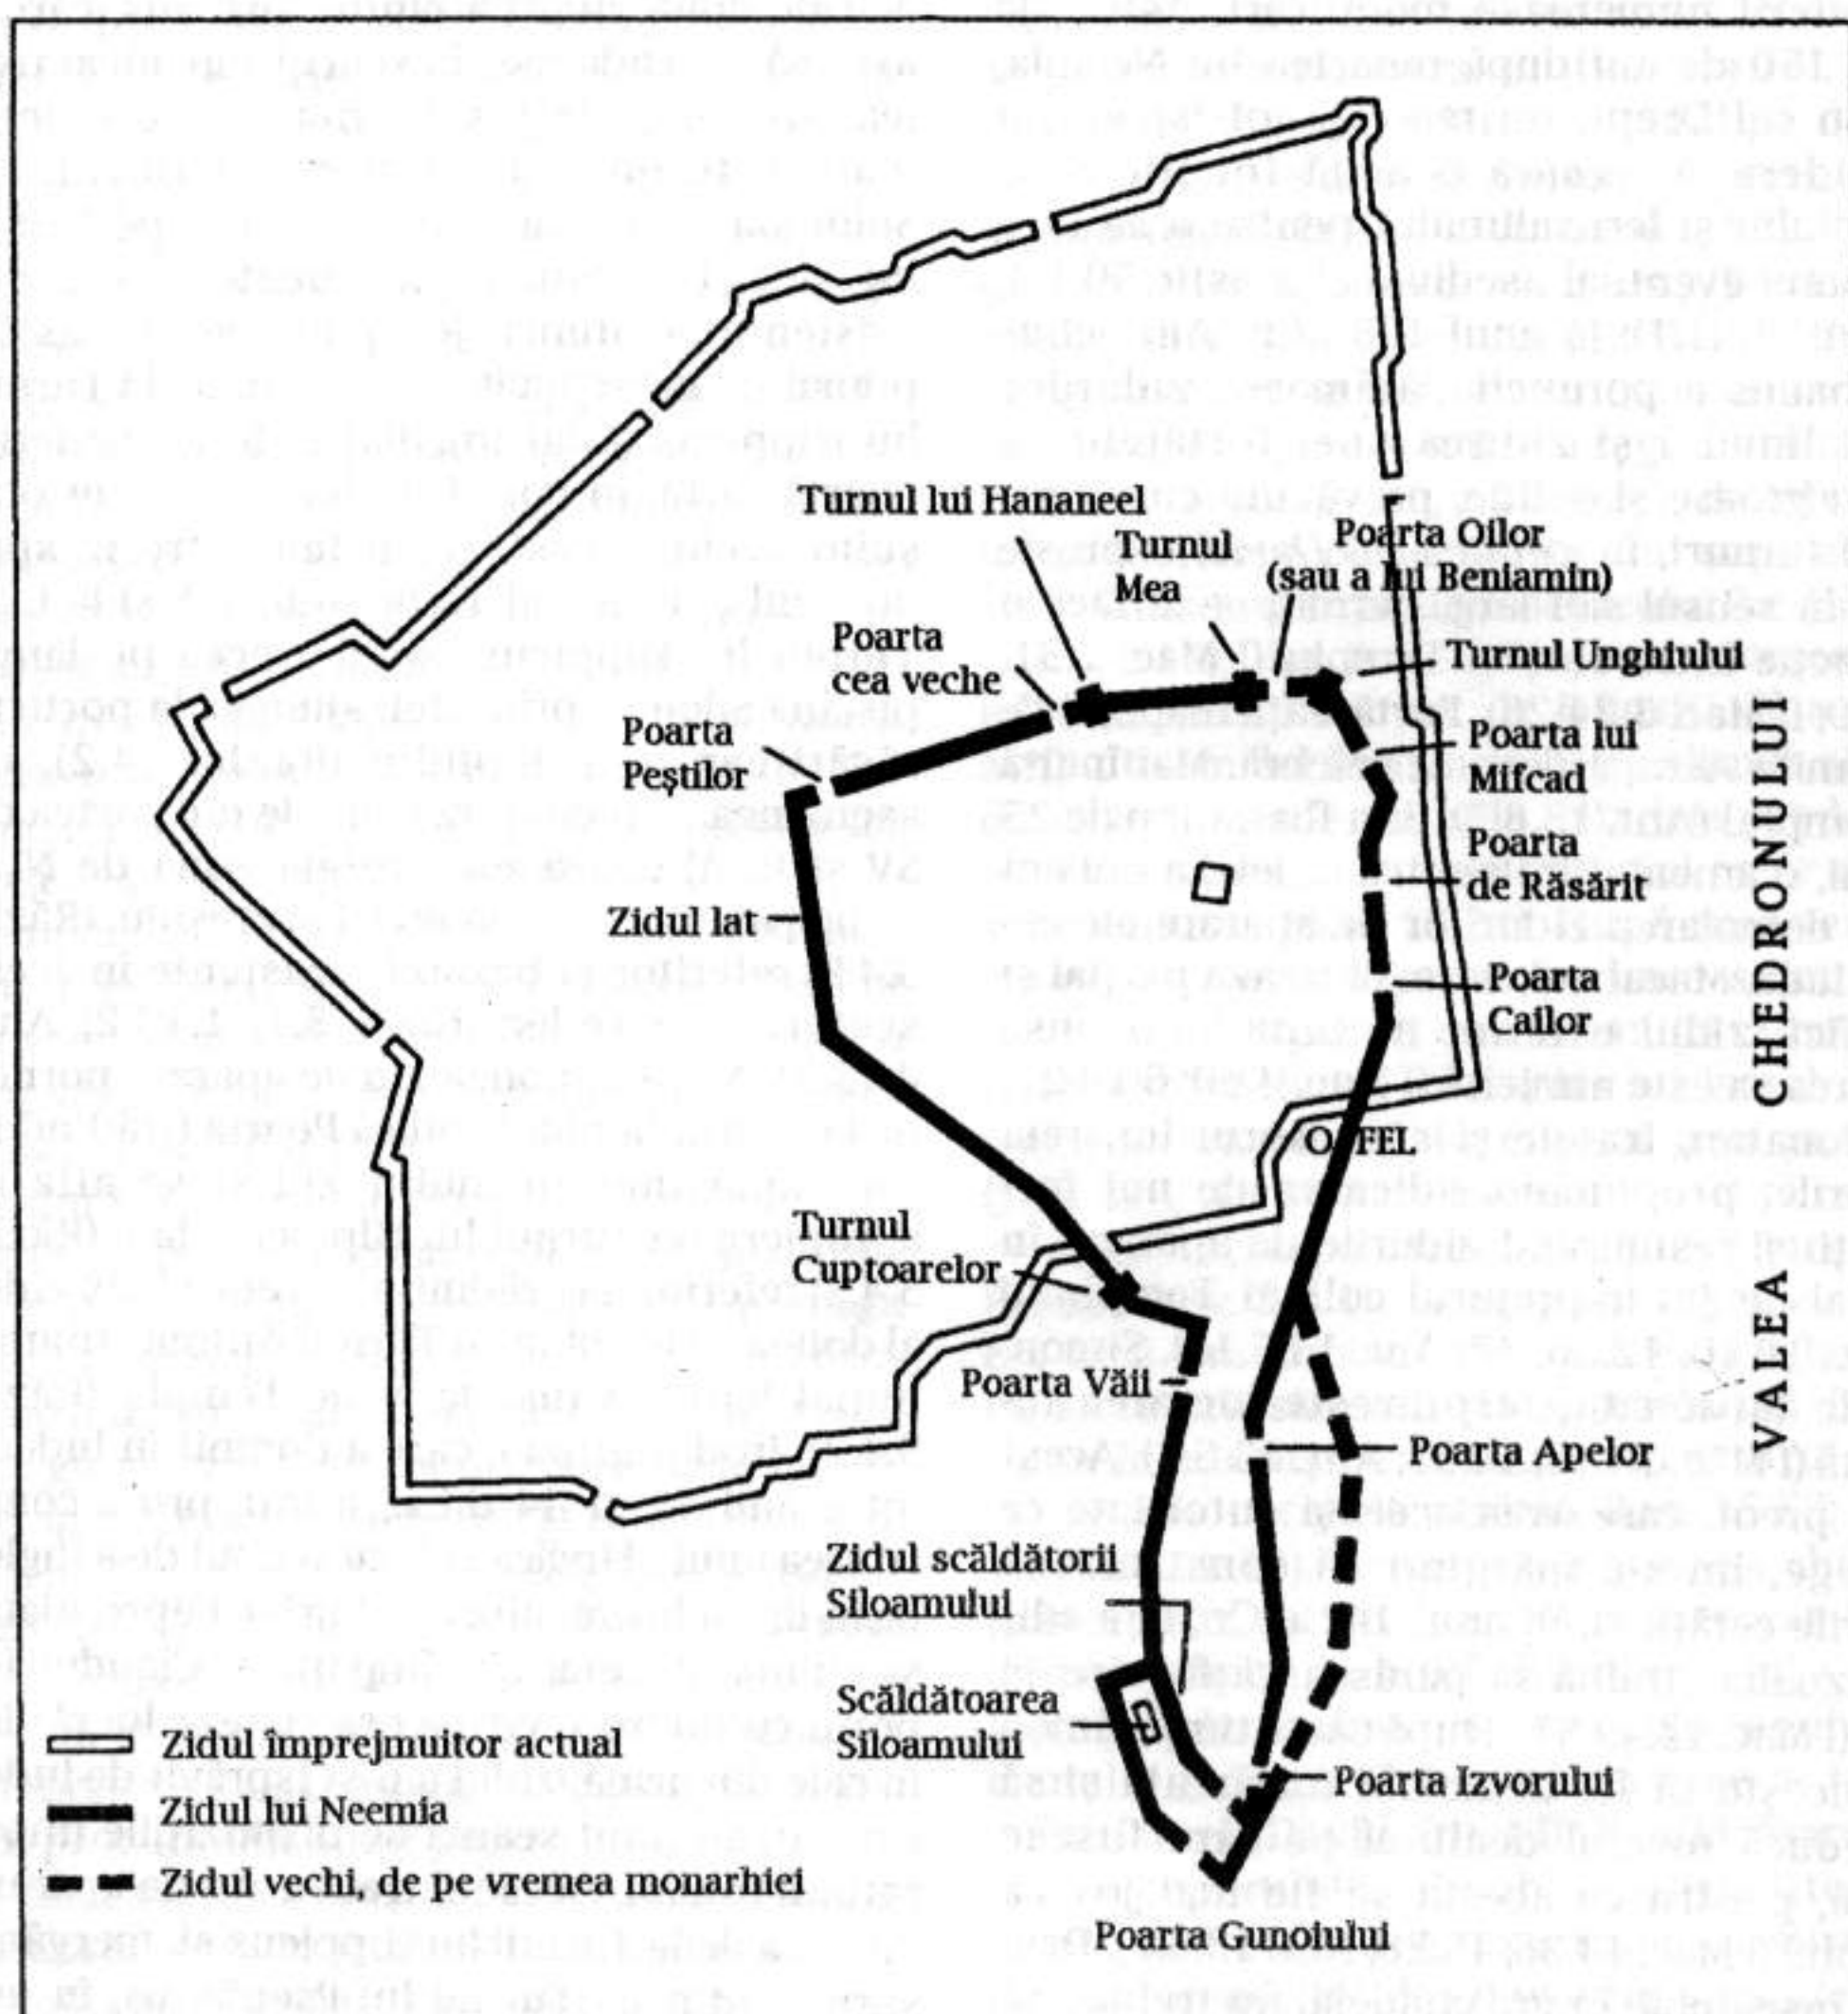 Turnul lui Hananeel
Turnul
Mea
Poarta Oilor
(sau a lui Beniamin)
Poarta
cea veche
Turnul Unghiului
Poarta
Peştilor
Poarta lui
Mifcad
Poarta
de Răsărit
Zidul lat
Poarta
Cailor
VALEA CHEDRONULUI
OFEL
Turnul
Cuptoarelor
Poarta Văii
Poarta Apelor
Zidul scăldătorii
Siloamului
Scăldătoarea
Siloamului
Poarta Izvorului
Poarta Gunoiului
Zidul împrejmuitor actual
Zidul lui Neemia
Zidul vechi, de pe vremea monarhiei